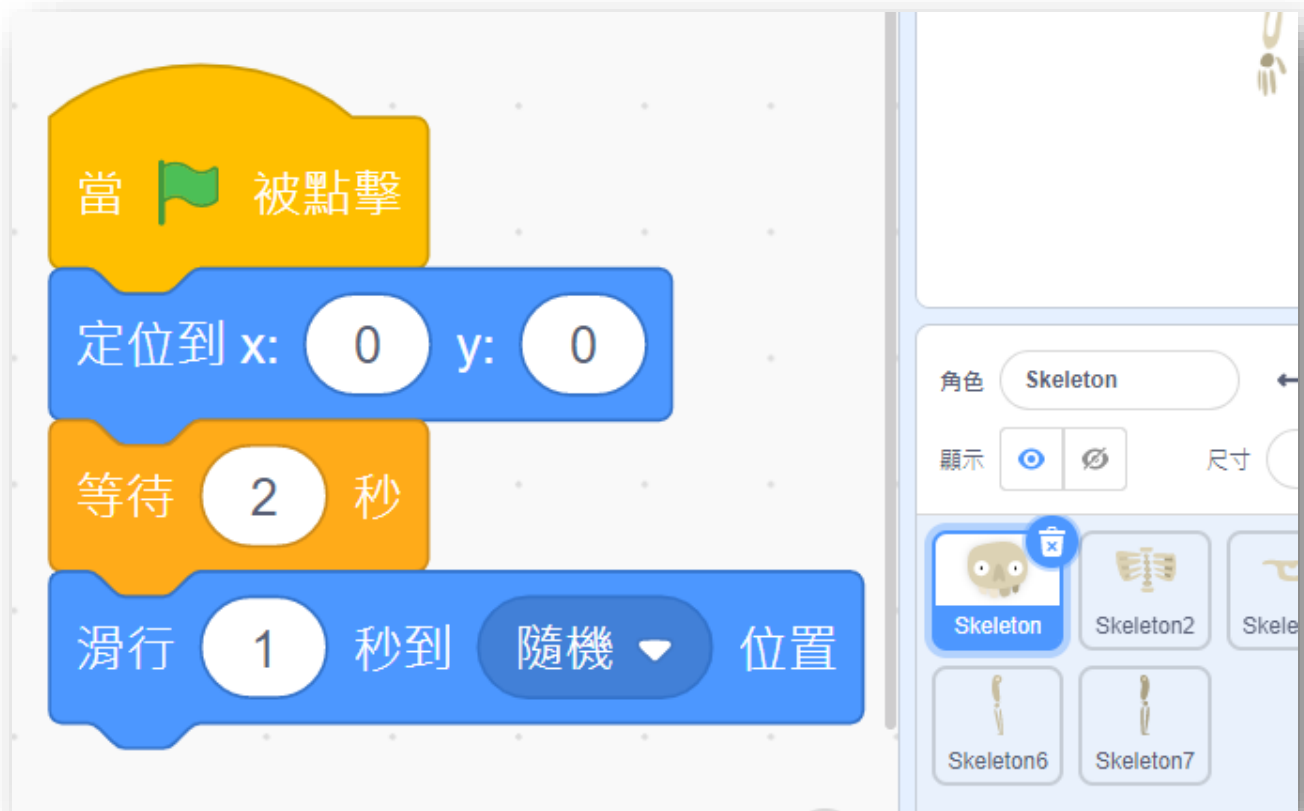 當 被點擊
定位到 x: 0 y: 0
等待 2 秒
滑行 1 秒到 隨機 位置
角色 Skeleton
顯示 尺寸
Skeleton Skeleton2 Skele
Skeleton6 Skeleton7